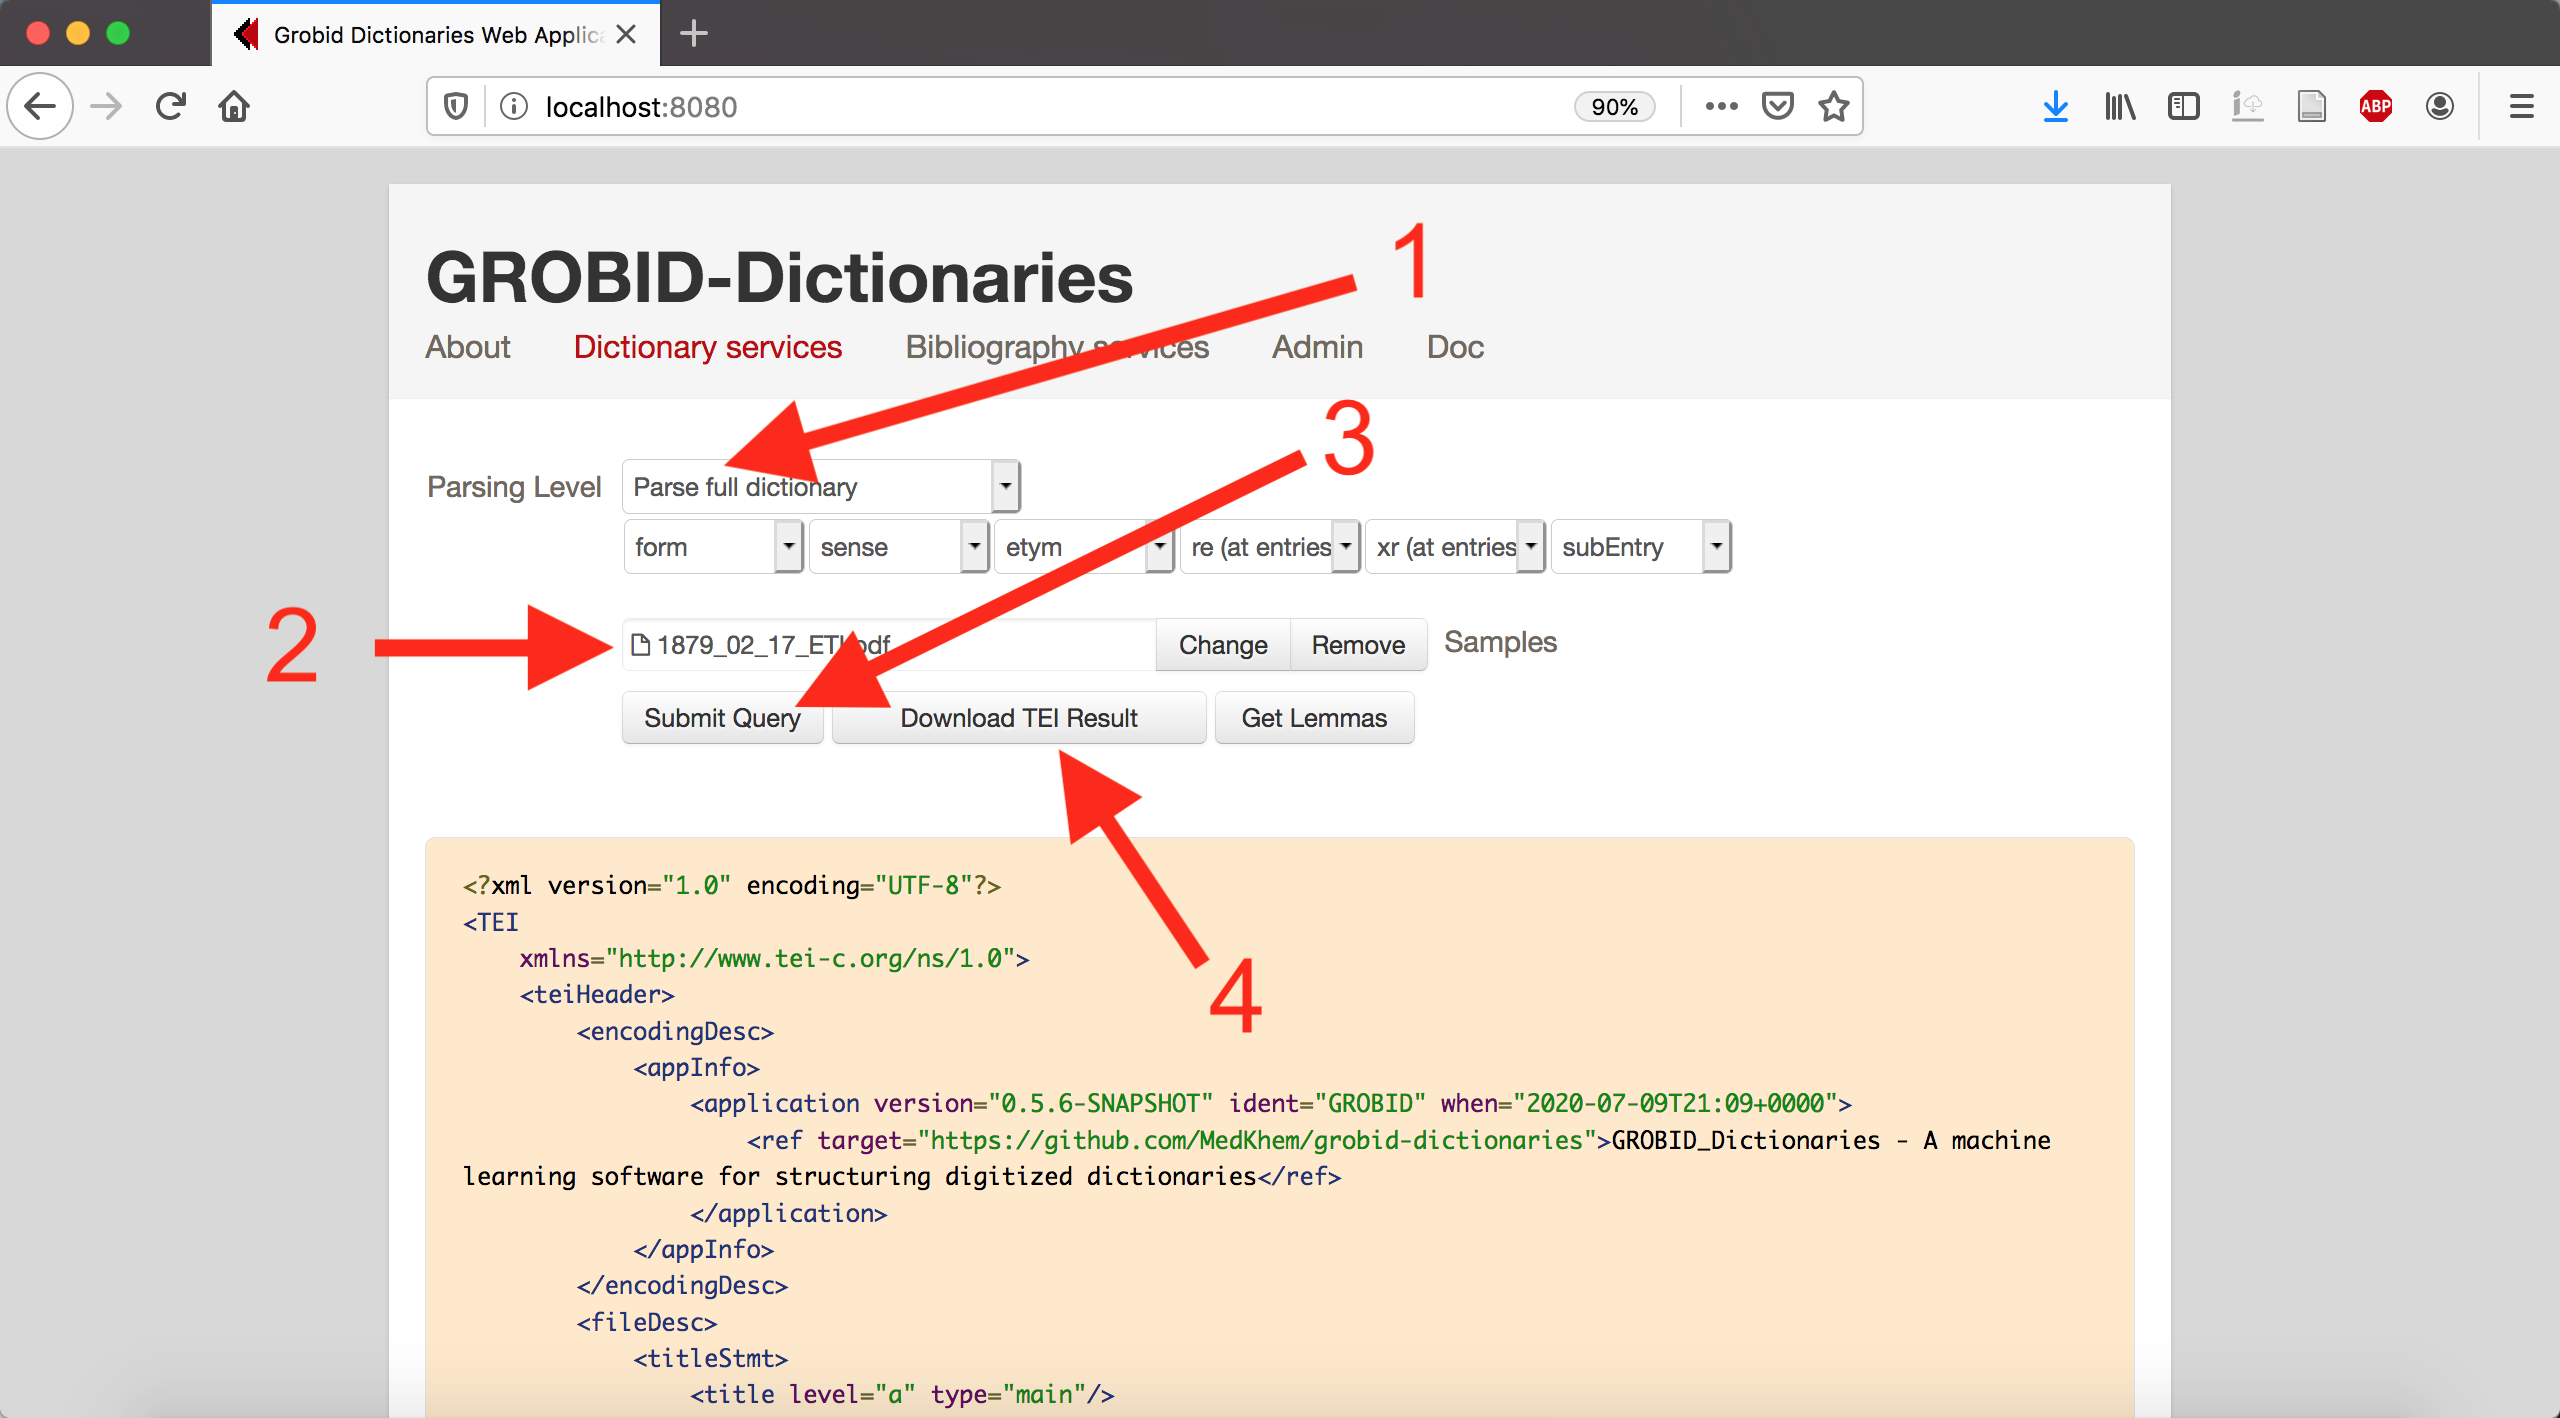 Grobid Dictionaries Web Applica
localhost:8080
90%
ABP
GROBID-Dictionaries
1
About Dictionary services Bibliography services Admin Doc
3
Parsing Level Parse full dictionary
form sense etym re (at entries xr (at entries subEntry
2
1879_02_17_ET pdf Change Remove Samples
Submit Query Download TEI Result Get Lemmas
4
<?xml version="1.0" encoding="UTF-8"?>
<TEI
xmlns="http://www.tei-c.org/ns/1.0">
<teiHeader>
<encodingDesc>
<appInfo>
<application version="0.5.6-SNAPSHOT" ident="GROBID" when="2020-07-09T21:09+0000">
<ref target="https://github.com/MedKhem/grobid-dictionaries">GROBID_Dictionaries - A machine
learning software for structuring digitized dictionaries</ref>
</application>
</appInfo>
</encodingDesc>
<fileDesc>
<titleStmt>
<title level="a" type="main"/>